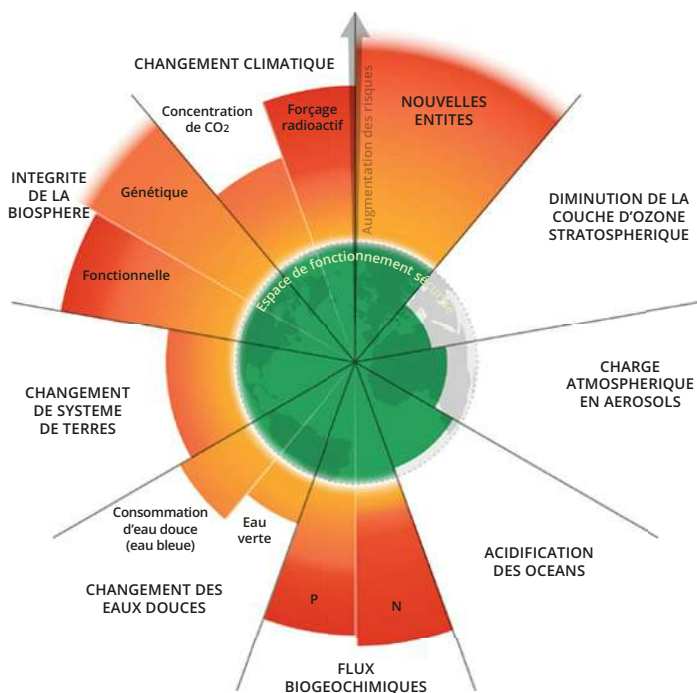 CHANGEMENT CLIMATIQUE
Concentration
de CO2
Forçage
radioactif
Augmentation des risques
NOUVELLES
ENTITES
INTEGRITE
DE LA
BIOSPHERE
Génétique
Fonctionnelle
DIMINUTION DE LA
COUCHE D'OZONE
STRATOSPHERIQUE
Espace de fonctionnement sécurisé
CHARGE
ATMOSPHERIQUE
EN AEROSOLS
CHANGEMENT
DE SYSTEME
DE TERRES
Consommation
d'eau douce
(eau bleue)
Eau
verte
ACIDIFICATION
DES OCEANS
CHANGEMENT DES
EAUX DOUCES
P
N
FLUX
BIOGEOCHIMIQUES